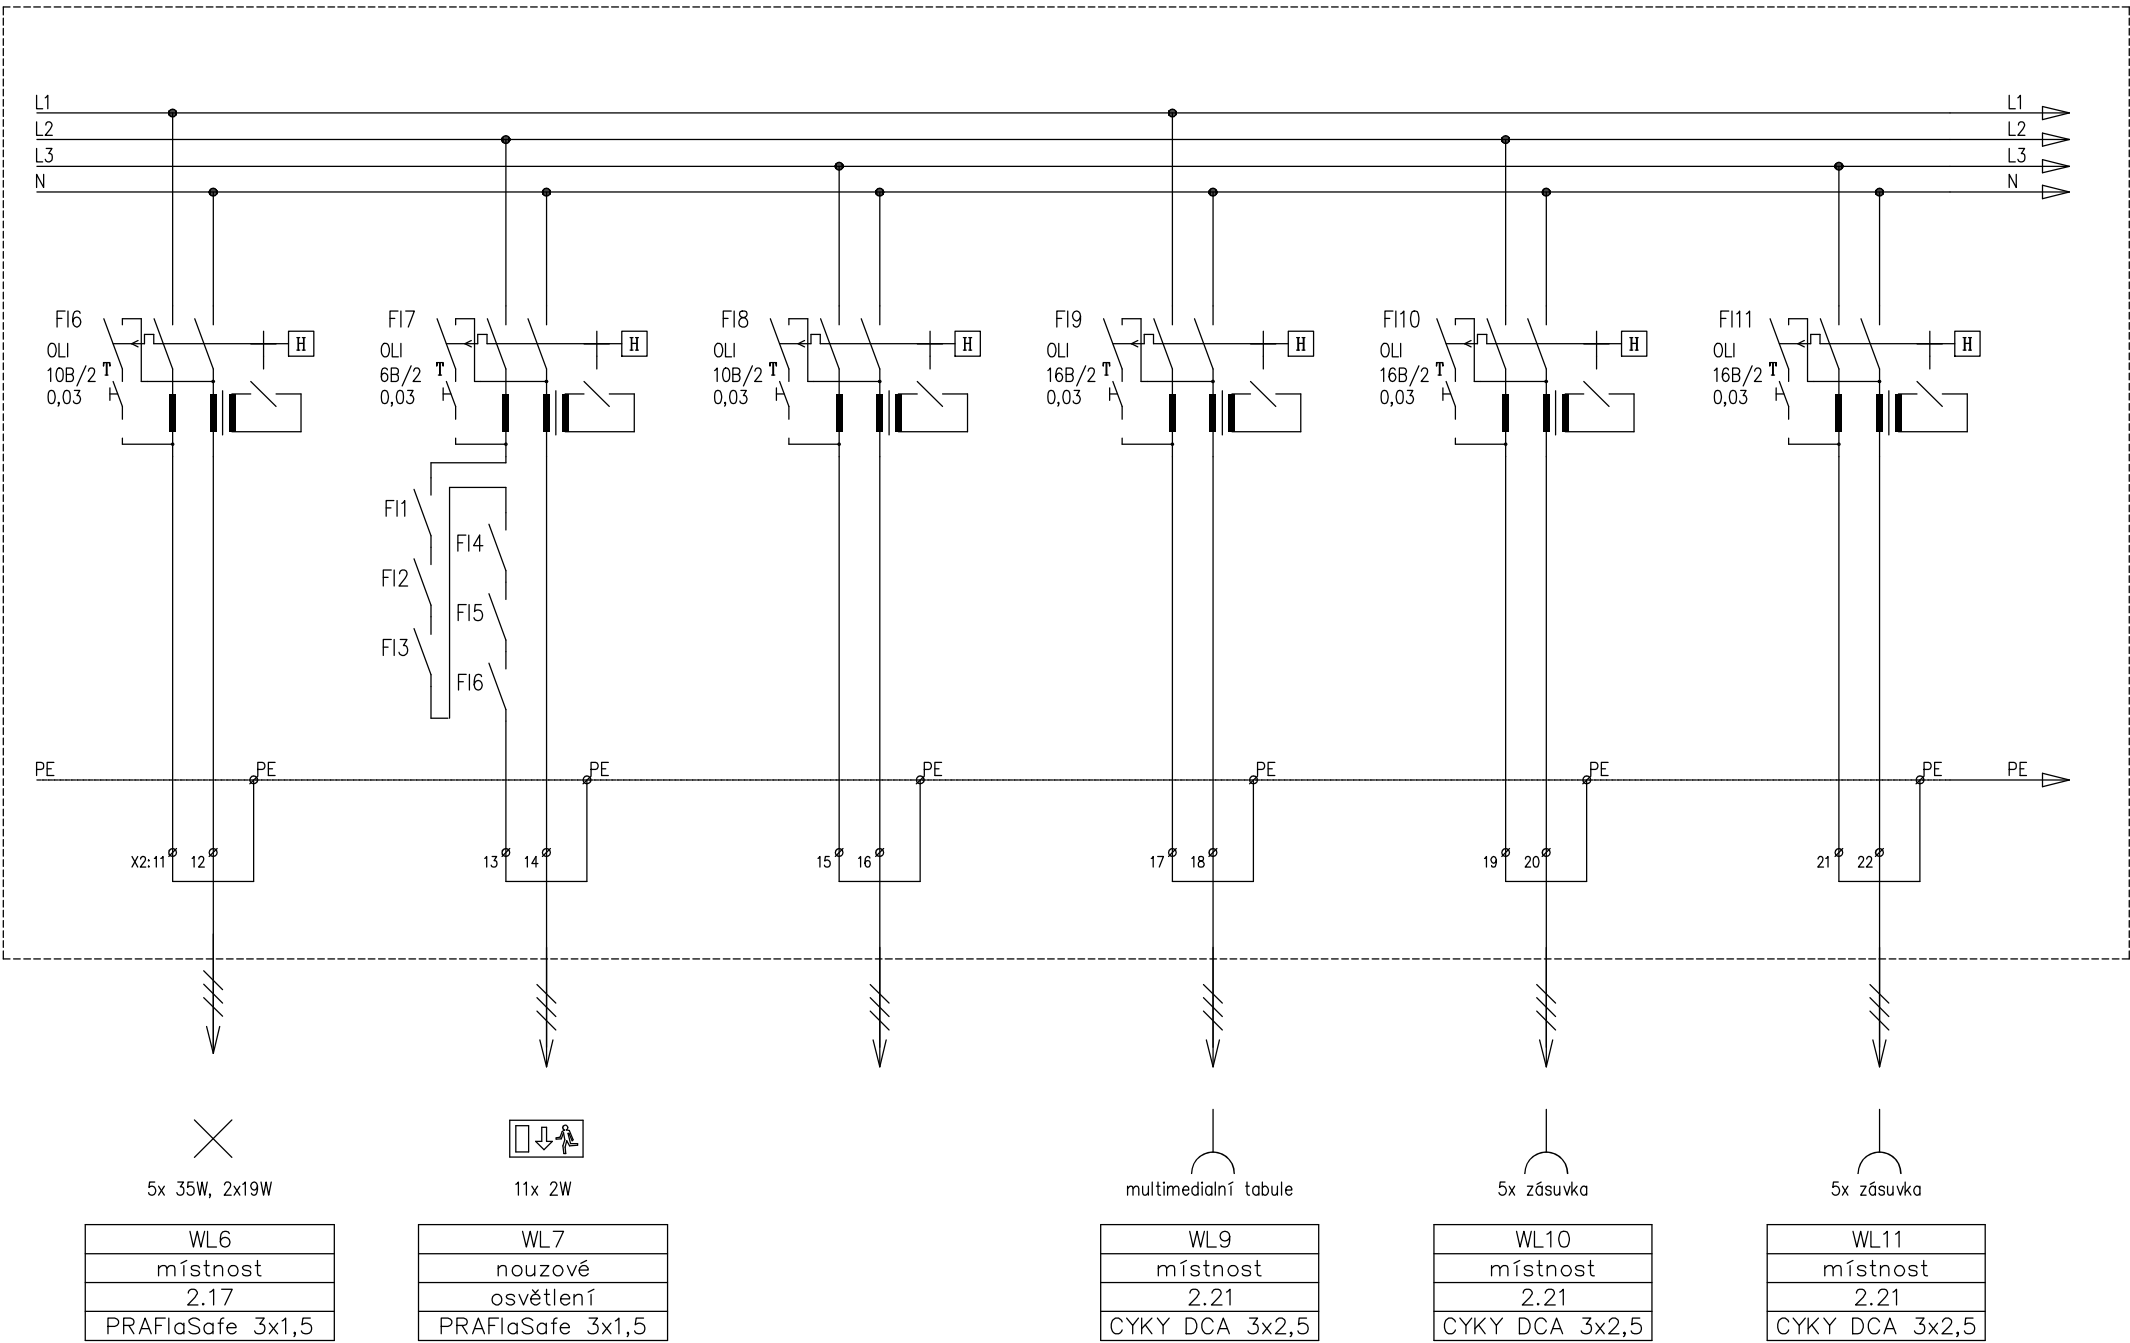 L1 L1
L2 L2
L3 L3
N N
FI6 FI7 FI8 FI9 FI10 FI11
H H H H H H
OLI OLI OLI OLI OLI OLI
10B/2 T 6B/2 T 10B/2 T 16B/2 T 16B/2 T 16B/2 T
0,03 0,03 0,03 0,03 0,03 0,03
FI1
FI4
FI2
FI5
FI3
FI6
PE PE PE PE PE PE PE PE
X2:11 12 13 14 15 16 17 18 19 20 21 22
5x 35W, 2x19W 11x 2W multimedialní tabule 5x zásuvka 5x zásuvka
WL6 WL7 WL9 WL10 WL11
místnost nouzové místnost místnost místnost
2.17 osvětlení 2.21 2.21 2.21
PRAFlaSafe 3x1,5 PRAFlaSafe 3x1,5 CYKY DCA 3x2,5 CYKY DCA 3x2,5 CYKY DCA 3x2,5